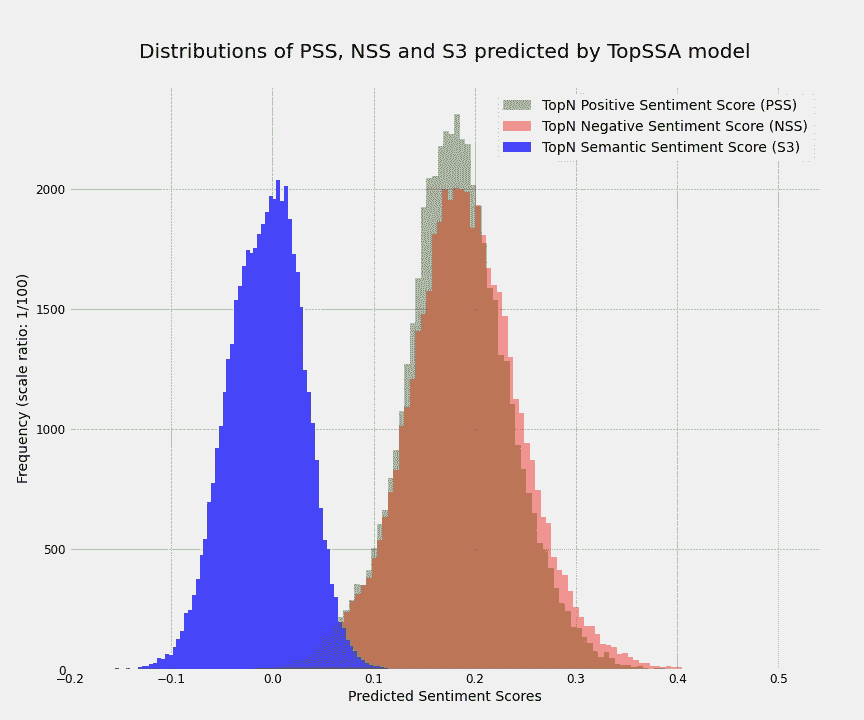 Distributions of PSS, NSS and S3 predicted by TopSSA model
TopN Positive Sentiment Score (PSS)
TopN Negative Sentiment Score (NSS)
TopN Semantic Sentiment Score (S3)
Frequency (scale ratio: 1/100)
2000
1500
1000
500
0
−0.2 −0.1 0.0 0.1 0.2 0.3 0.4 0.5
Predicted Sentiment Scores